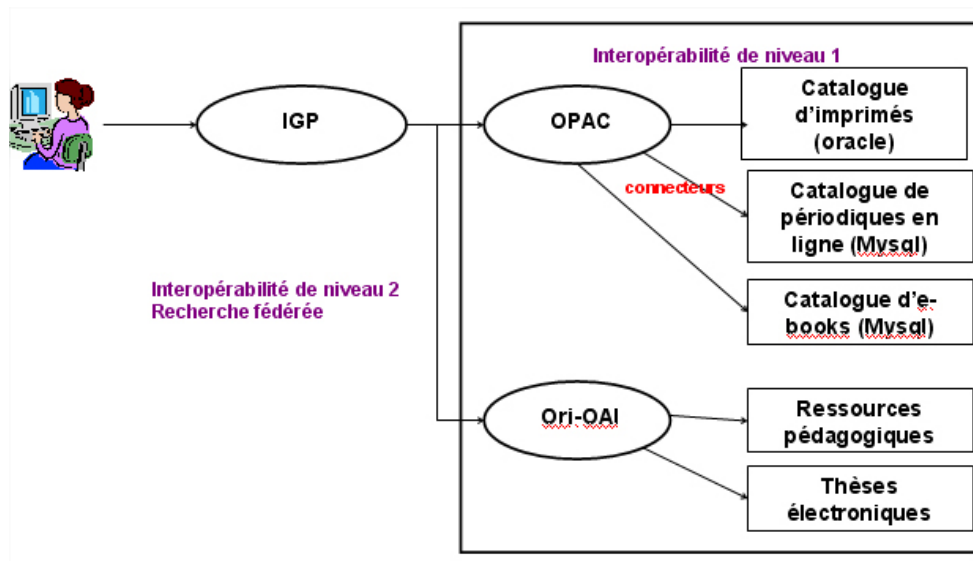 Interopérabilité de niveau 1
IGP
OPAC
Catalogue
d'imprimés
(oracle)
connecteurs
Catalogue de
périodiques en
ligne (Mysql)
Interopérabilité de niveau 2
Recherche fédérée
Catalogue d'e-
books (Mysql)
Ori-OAI
Ressources
pédagogiques
Thèses
électroniques